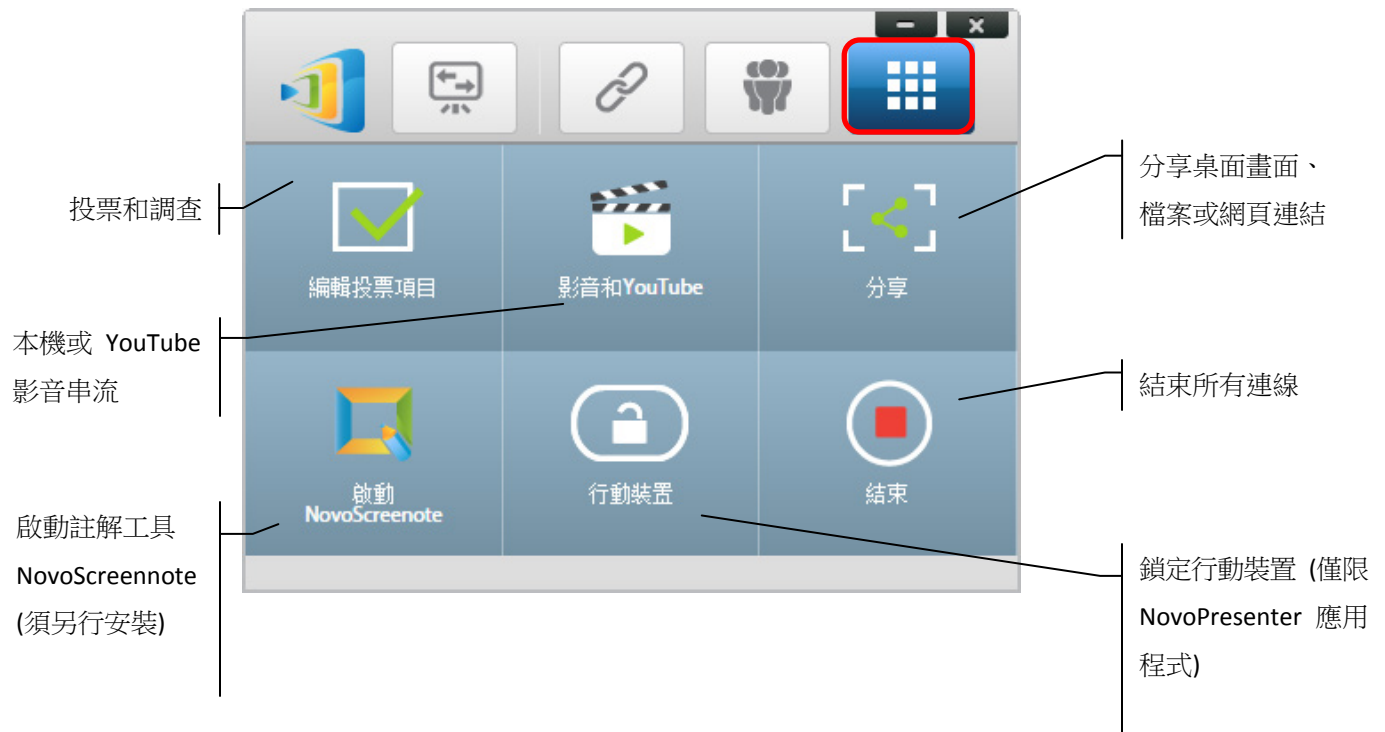 投票和調查
本機或 YouTube
影音串流
啟動註解工具
NovoScreennote
(須另行安裝)
編輯投票項目
影音和YouTube
分享
啟動
NovoScreenote
行動裝置
結束
分享桌面畫面、
檔案或網頁連結
結束所有連線
鎖定行動裝置 (僅限
NovoPresenter 應用
程式)